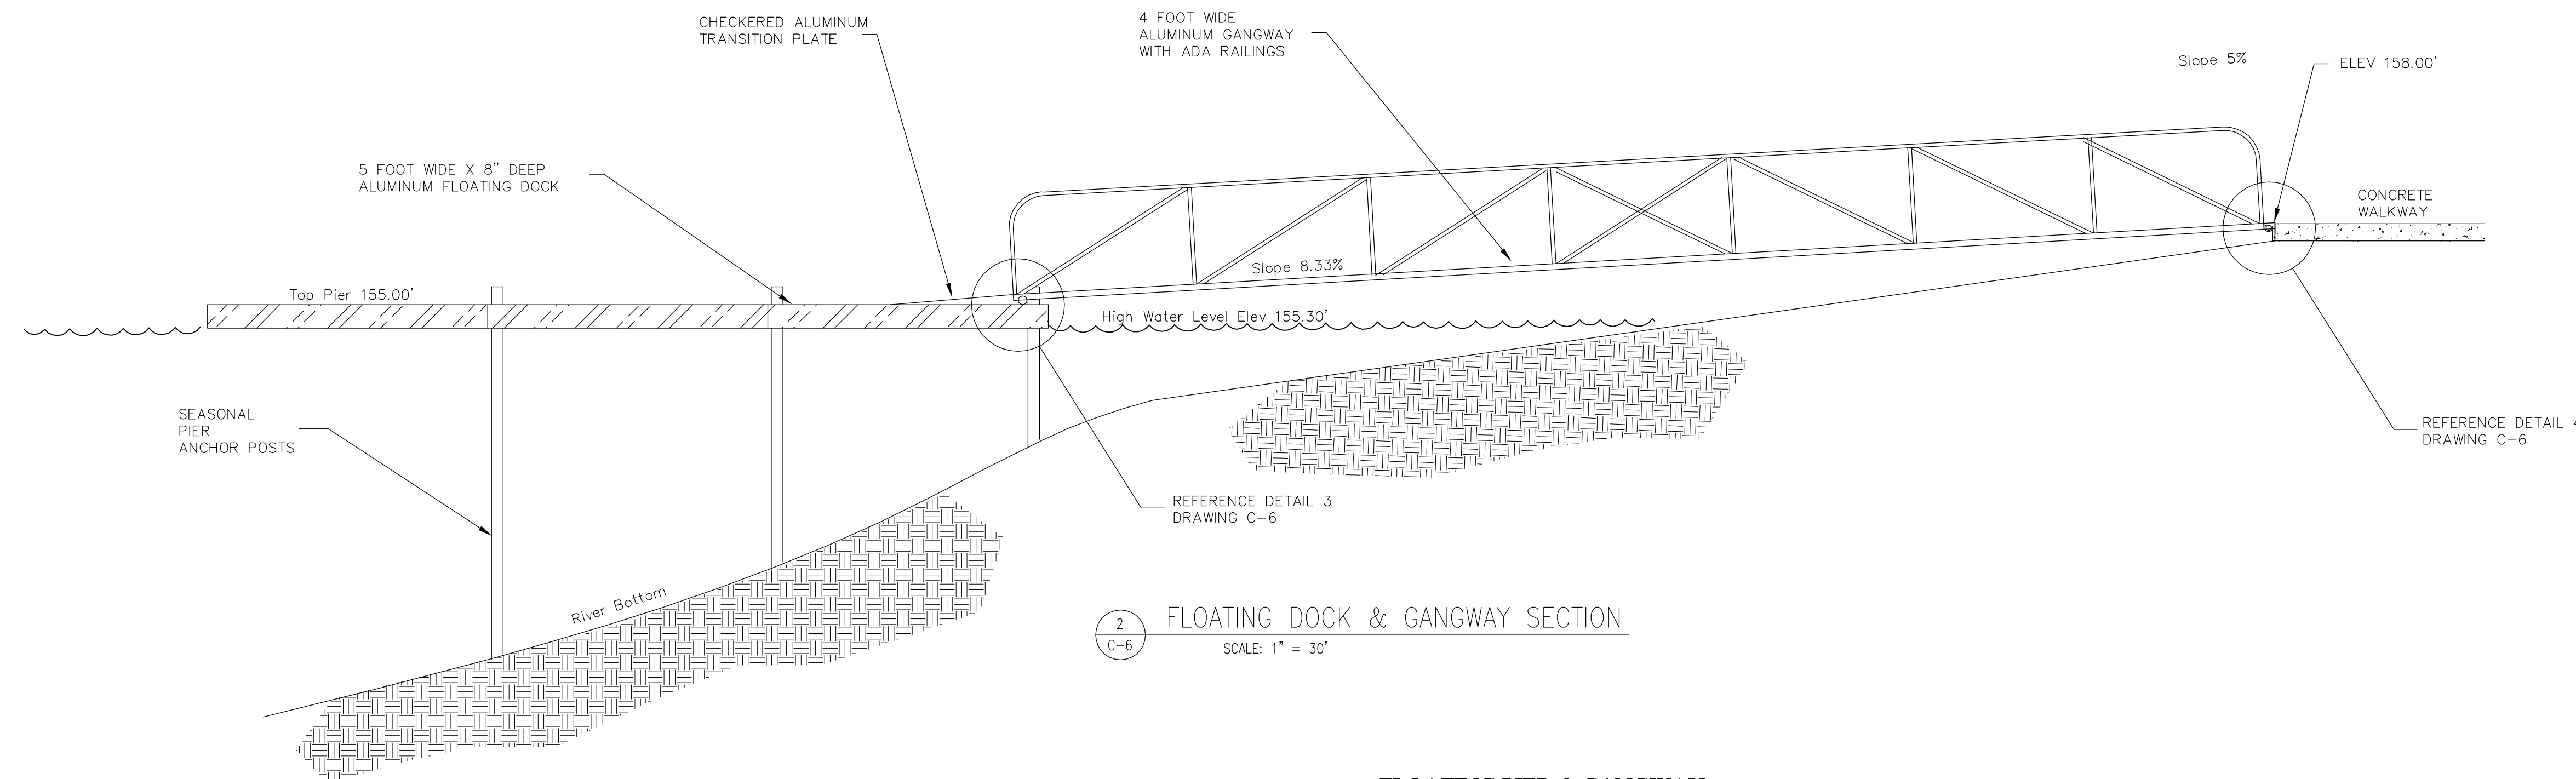 CHECKERED ALUMINUM
TRANSITION PLATE
4 FOOT WIDE
ALUMINUM GANGWAY
WITH ADA RAILINGS
Slope 5%
ELEV 158.00'
5 FOOT WIDE X 8" DEEP
ALUMINUM FLOATING DOCK
CONCRETE
WALKWAY
Top Pier 155.00'
Slope 8.33%
High Water Level Elev 155.30'
SEASONAL
PIER
ANCHOR POSTS
REFERENCE DETAIL 4
DRAWING C-6
REFERENCE DETAIL 3
DRAWING C-6
River Bottom
2
C-6
FLOATING DOCK & GANGWAY SECTION
SCALE: 1" = 30'